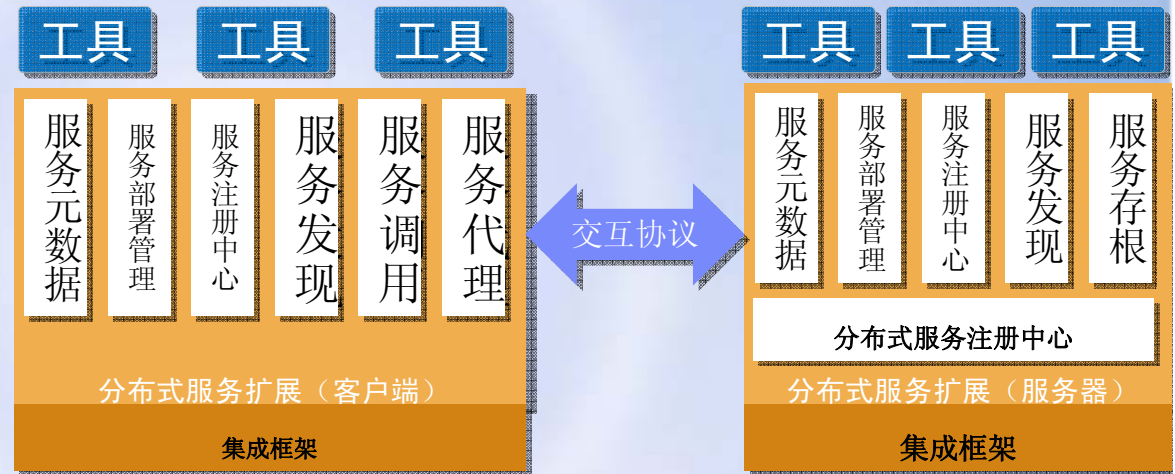 工具
工具
工具
服务元数据
服务部署管理
服务注册中心
服务发现
服务调用
服务代理
分布式服务扩展（客户端）
集成框架
交互协议
工具
工具
工具
服务元数据
服务部署管理
服务注册中心
服务发现
服务存根
分布式服务注册中心
分布式服务扩展（服务器）
集成框架